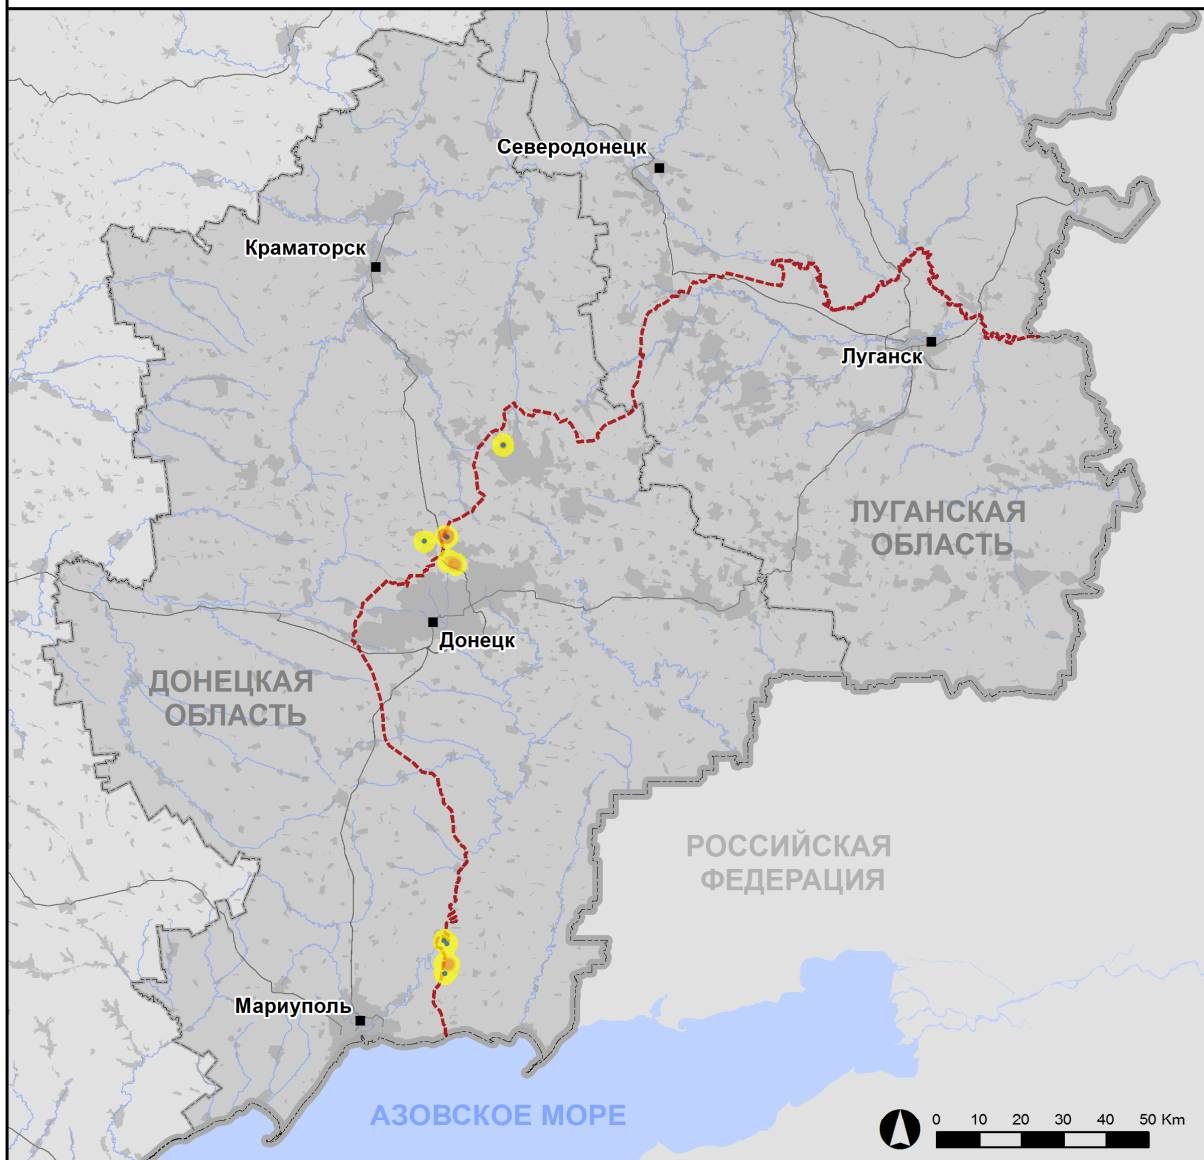 Северодонецк
Краматорск
Луганск
ЛУГАНСКАЯ
ОБЛАСТЬ
Донецк
ДОНЕЦКАЯ
ОБЛАСТЬ
РОССИЙСКАЯ
ФЕДЕРАЦИЯ
Мариуполь
АЗОВСКОЕ МОРЕ
0 10 20 30 40 50 Km